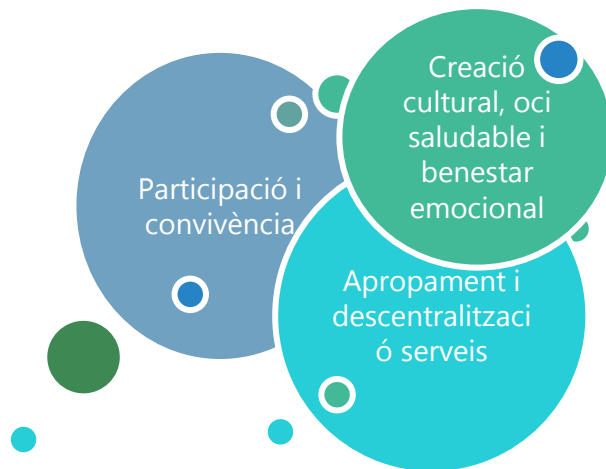 Participació i
convivència
Creació
cultural, oci
saludable i
benestar
emocional
Apropament i
descentralitzaci
ó serveis